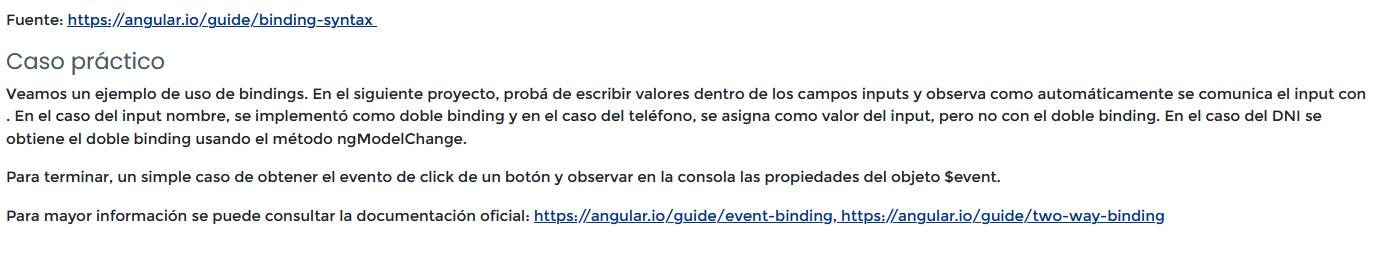 Fuente: https://angular.io/guide/binding-syntax
Caso práctico
Veamos un ejemplo de uso de bindings. En el siguiente proyecto, probá de escribir valores dentro de los campos inputs y observa como automáticamente se comunica el input con
. En el caso del input nombre, se implementó como doble binding y en el caso del teléfono, se asigna como valor del input, pero no con el doble binding. En el caso del DNI se
obtiene el doble binding usando el método ngModelChange.
Para terminar, un simple caso de obtener el evento de click de un botón y observar en la consola las propiedades del objeto $event.
Para mayor información se puede consultar la documentación oficial: https://angular.io/guide/event-binding, https://angular.io/guide/two-way-binding